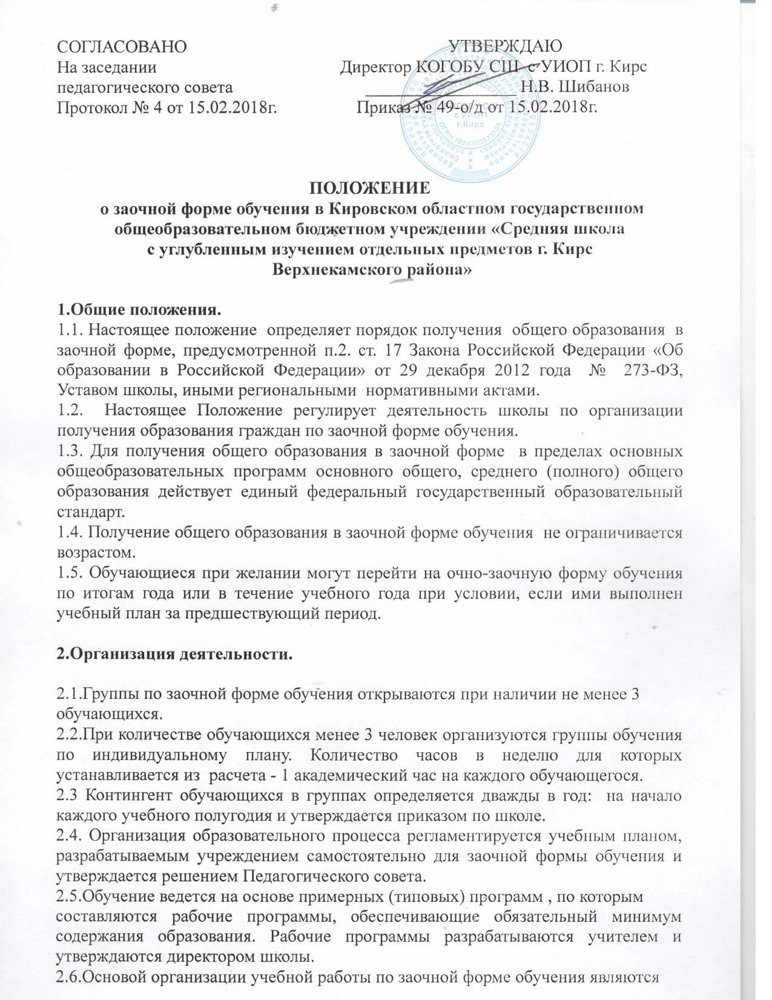 СОГЛАСОВАНО УТВЕРЖДАЮ
На заседании Директор КОГОБУ СШ с УИОП г. Кирс
педагогического совета _________________ Н.В. Шибанов
Протокол № 4 от 15.02.2018г. Приказ № 49-о/д от 15.02.2018г.
КОГОБУ СШ
с УИОП
г.Кирс
ОГРН 1024300573505
ПОЛОЖЕНИЕ
о заочной форме обучения в Кировском областном государственном
общеобразовательном бюджетном учреждении «Средняя школа
с углубленным изучением отдельных предметов г. Кирс
Верхнекамского района»
1.Общие положения.
1.1. Настоящее положение определяет порядок получения общего образования в
заочной форме, предусмотренной п.2. ст. 17 Закона Российской Федерации «Об
образовании в Российской Федерации» от 29 декабря 2012 года № 273-ФЗ,
Уставом школы, иными региональными нормативными актами.
1.2. Настоящее Положение регулирует деятельность школы по организации
получения образования граждан по заочной форме обучения.
1.3. Для получения общего образования в заочной форме в пределах основных
общеобразовательных программ основного общего, среднего (полного) общего
образования действует единый федеральный государственный образовательный
стандарт.
1.4. Получение общего образования в заочной форме обучения не ограничивается
возрастом.
1.5. Обучающиеся при желании могут перейти на очно-заочную форму обучения
по итогам года или в течение учебного года при условии, если ими выполнен
учебный план за предшествующий период.
2.Организация деятельности.
2.1.Группы по заочной форме обучения открываются при наличии не менее 3
обучающихся.
2.2.При количестве обучающихся менее 3 человек организуются группы обучения
по индивидуальному плану. Количество часов в неделю для которых
устанавливается из расчета - 1 академический час на каждого обучающегося.
2.3 Контингент обучающихся в группах определяется дважды в год: на начало
каждого учебного полугодия и утверждается приказом по школе.
2.4. Организация образовательного процесса регламентируется учебным планом,
разрабатываемым учреждением самостоятельно для заочной формы обучения и
утверждается решением Педагогического совета.
2.5.Обучение ведется на основе примерных (типовых) программ , по которым
составляются рабочие программы, обеспечивающие обязательный минимум
содержания образования. Рабочие программы разрабатываются учителем и
утверждаются директором школы.
2.6.Основой организации учебной работы по заочной форме обучения являются